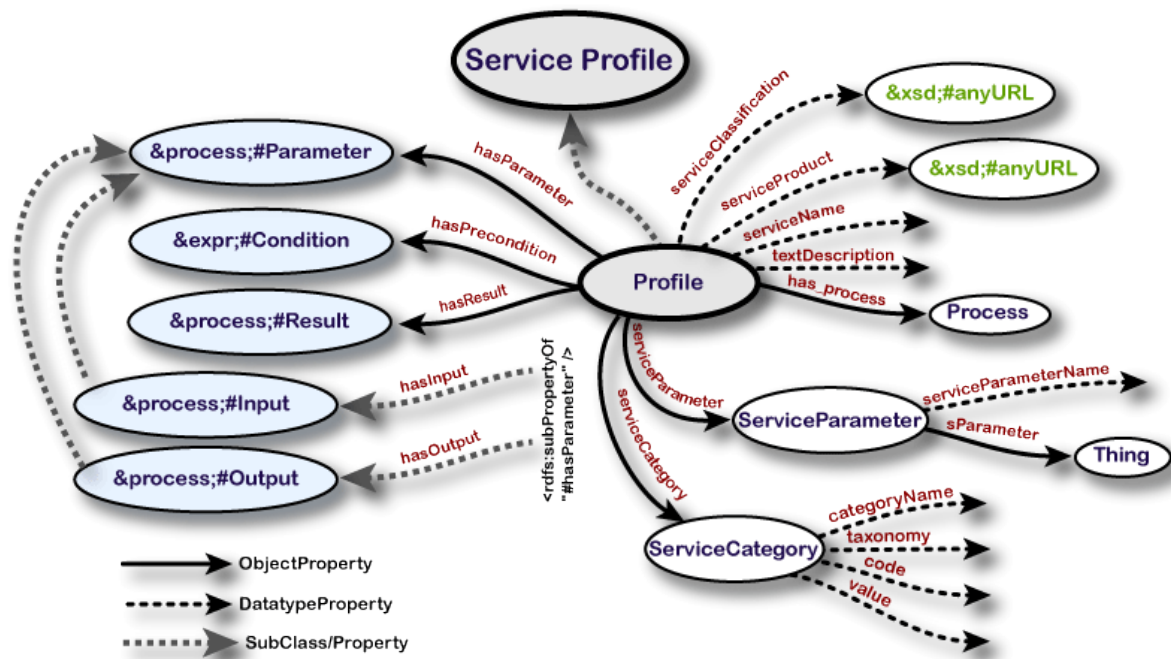 Service Profile
&xsd;#anyURL
serviceClassification
&process;#Parameter
hasParameter
serviceProduct
&xsd;#anyURL
serviceName
&expr;#Condition
hasPrecondition
textDescription
Profile
has_process
&process;#Result
hasResult
Process
&process;#Input
hasInput
<rdfs:subPropertyOf
"#hasParameter" />
serviceParameter
serviceCategory
ServiceParameter
serviceParameterName
sParameter
Thing
&process;#Output
hasOutput
ServiceCategory
categoryName
taxonomy
code
value
ObjectProperty
DatatypeProperty
SubClass/Property